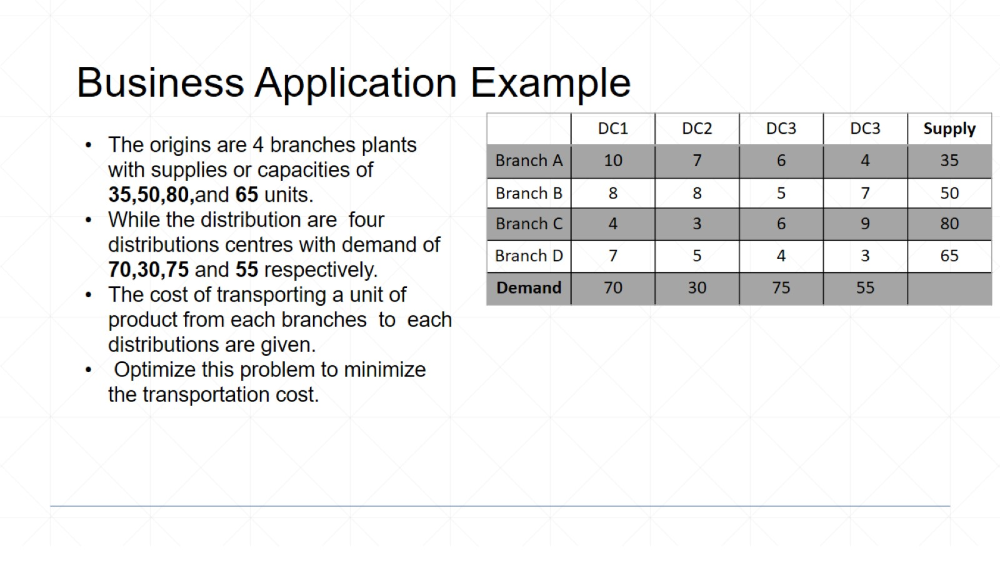 Business Application Example
• The origins are 4 branches plants
with supplies or capacities of
35,50,80,and 65 units.
• While the distribution are  four
distributions centres with demand of
70,30,75 and 55 respectively.
• The cost of transporting a unit of
product from each branches  to  each
distributions are given.
•  Optimize this problem to minimize
the transportation cost.
DC1 DC2 DC3 DC3 Supply
Branch A 10 7 6 4 35
Branch B 8 8 5 7 50
Branch C 4 3 6 9 80
Branch D 7 5 4 3 65
Demand 70 30 75 55